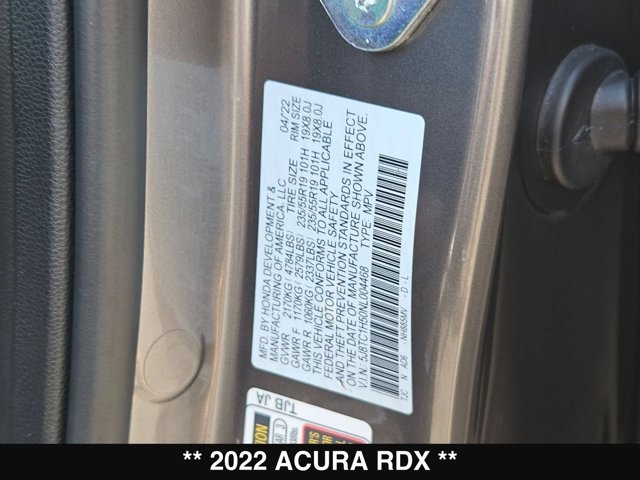 MFD. BY HONDA DEVELOPMENT & 04/22
MANUFACTURING OF AMERICA, LLC
GVWR 2170KG( 4784LBS) TIRE SIZE RIM SIZE
GAWR F 1170KG( 2579LBS) 235/55R19 101H 19X8.0J
GAWR R 1060KG( 2337LBS) 235/55R19 101H 19X8.0J
THIS VEHICLE CONFORMS TO ALL APPLICABLE
FEDERAL MOTOR VEHICLE SAFETY
AND THEFT PREVENTION STANDARDS IN EFFECT
ON THE DATE OF MANUFACTURE SHOWN ABOVE.
V.I.N. 5J8TC1H50NL004468 TYPE: MPV
TJC N A06
TJB JA
** 2022 ACURA RDX **